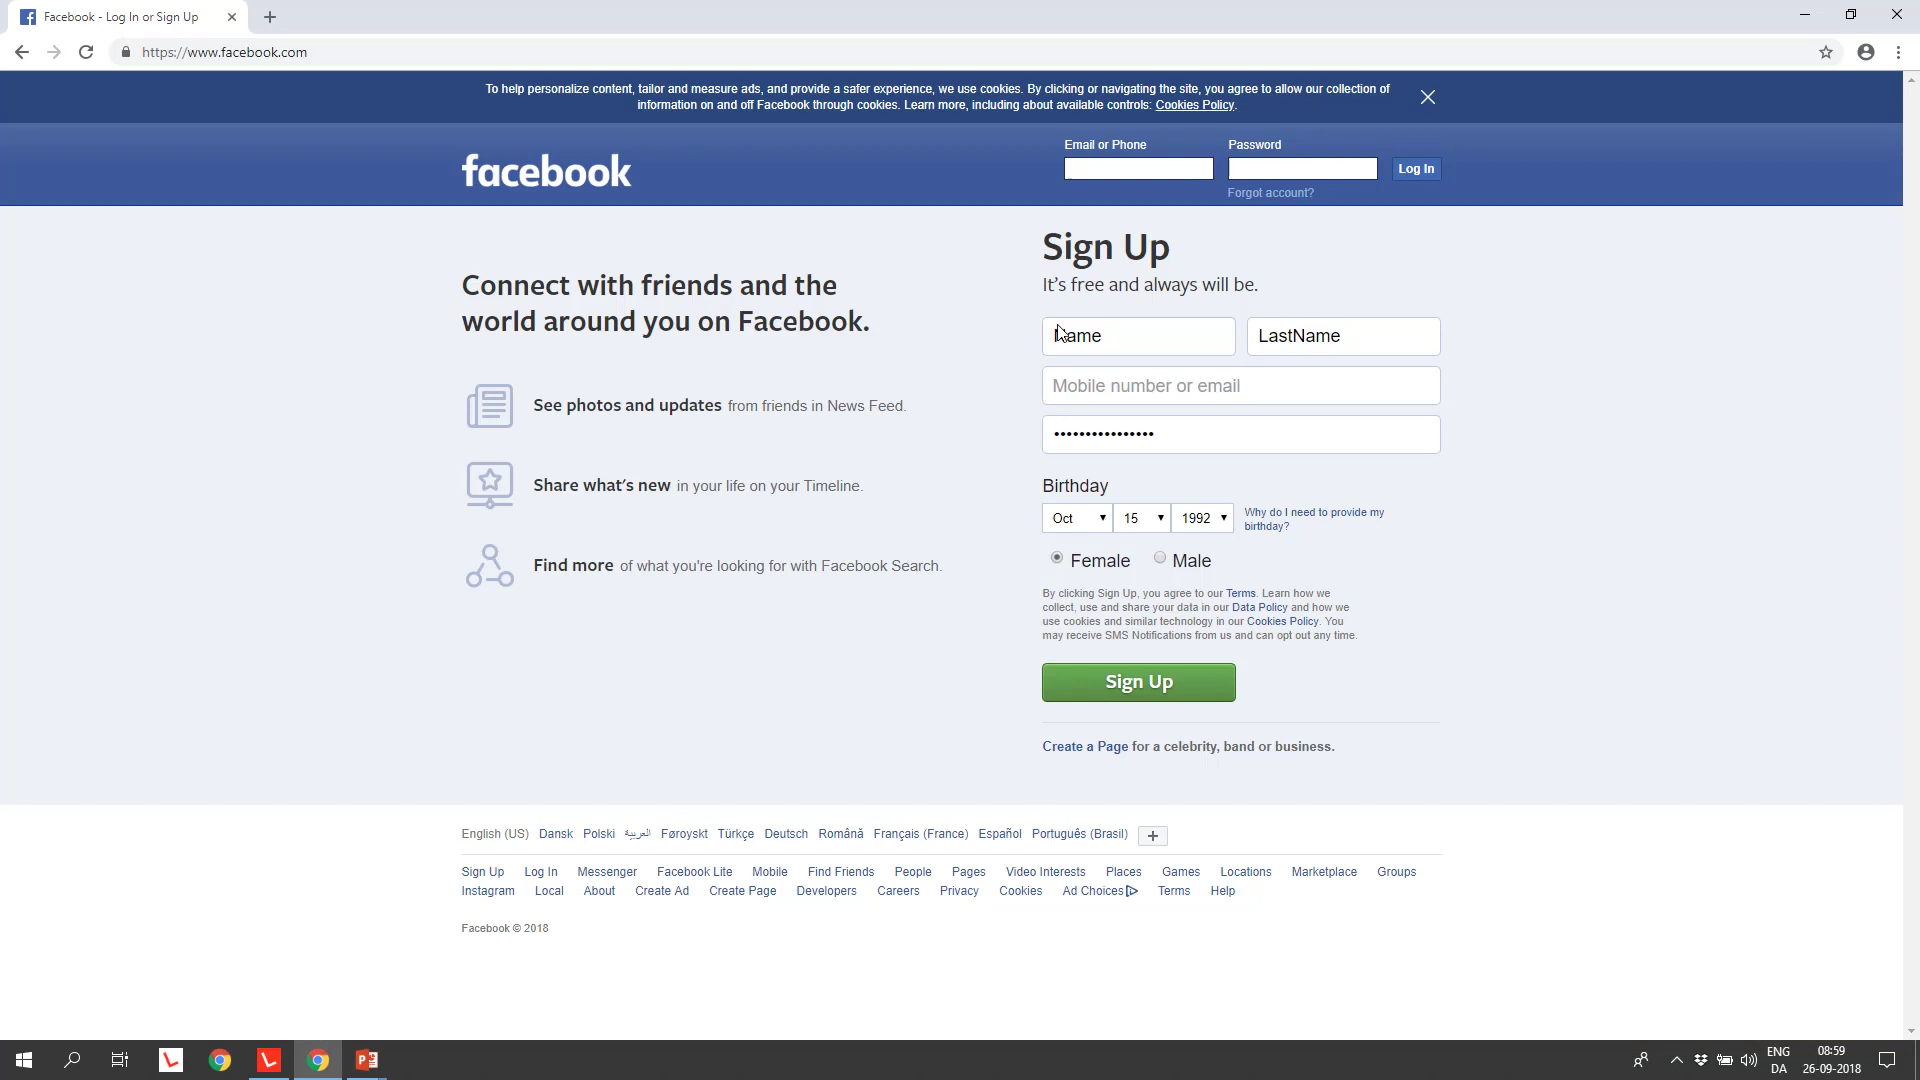 Facebook - Log In or Sign Up
https://www.facebook.com
To help personalize content, tailor and measure ads, and provide a safer experience, we use cookies. By clicking or navigating the site, you agree to allow our collection of
information on and off Facebook through cookies. Learn more, including about available controls: Cookies Policy.
Email or Phone Password
facebook
Log In
Forgot account?
Sign Up
It's free and always will be.
Connect with friends and the
world around you on Facebook.
Name LastName
Mobile number or email
••••••••••••••••
See photos and updates from friends in News Feed.
Share what's new in your life on your Timeline.
Find more of what you're looking for with Facebook Search.
Birthday
Oct 15 1992
Why do I need to provide my
birthday?
Female Male
By clicking Sign Up, you agree to our Terms. Learn how we
collect, use and share your data in our Data Policy and how we
use cookies and similar technology in our Cookies Policy. You
may receive SMS Notifications from us and can opt out any time.
Sign Up
Create a Page for a celebrity, band or business.
English (US) Dansk Polski العربية Føroyskt Türkçe Deutsch Română Français (France) Español Português (Brasil) +
Sign Up Log In Messenger Facebook Lite Mobile Find Friends People Pages Video Interests Places Games Locations Marketplace Groups
Instagram Local About Create Ad Create Page Developers Careers Privacy Cookies Ad Choices Terms Help
Facebook © 2018
ENG
DA
08:59
26-09-2018